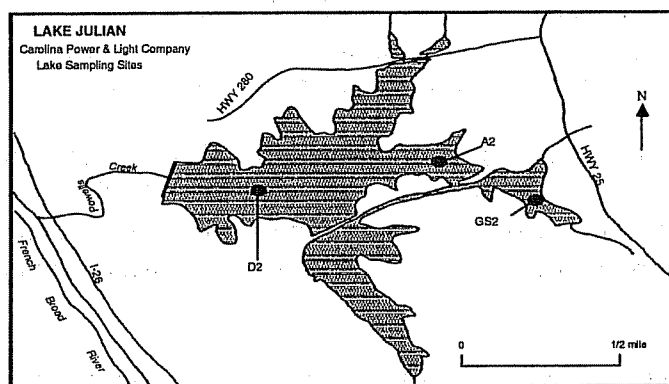 LAKE JULIAN
Carolina Power & Light Company
Lake Sampling Sites
HWY 280
N
A2
HWY 25
Creek
Powells
GS2
D2
I-26
French
Broad
River
0
1/2 mile